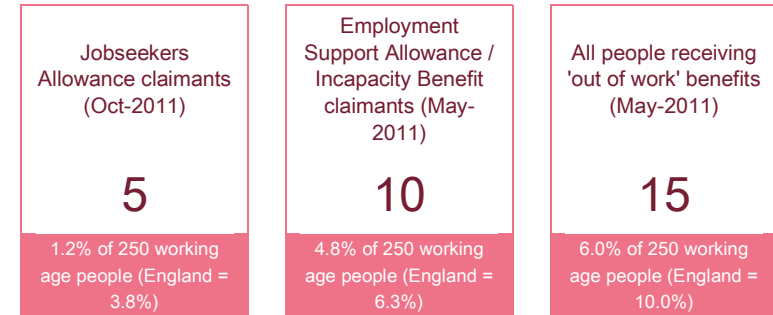 Jobseekers
Allowance claimants
(Oct-2011)
5
1.2% of 250 working
age people (England =
3.8%)
Employment
Support Allowance /
Incapacity Benefit
claimants (May-
2011)
10
4.8% of 250 working
age people (England =
6.3%)
All people receiving
'out of work' benefits
(May-2011)
15
6.0% of 250 working
age people (England =
10.0%)